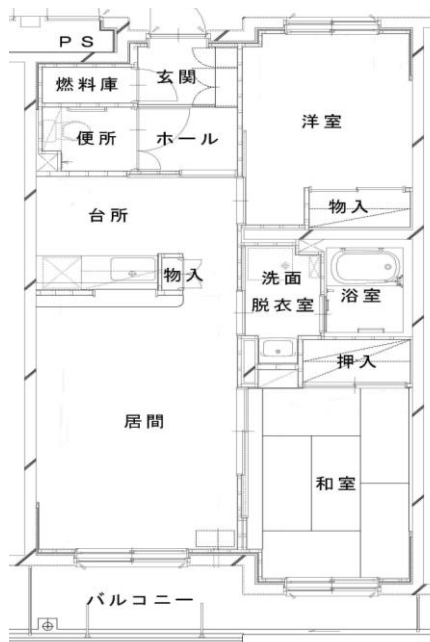 PS
燃料庫
玄関
洋室
便所
ホール
物入
台所
物入
洗面
脱衣室
浴室
押入
居間
和室
バルコニー